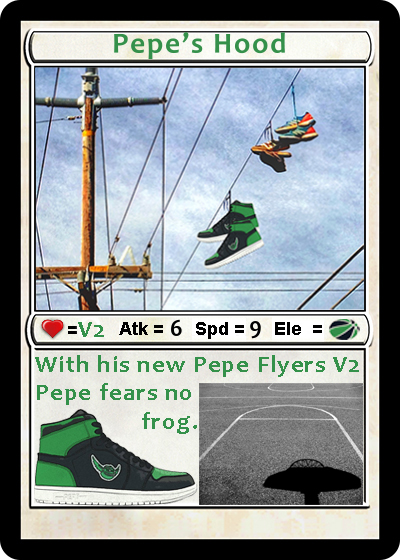 Pepe's Hood
=V2 Atk = 6 Spd = 9 Ele =
With his new Pepe Flyers V2
Pepe fears no
frog.